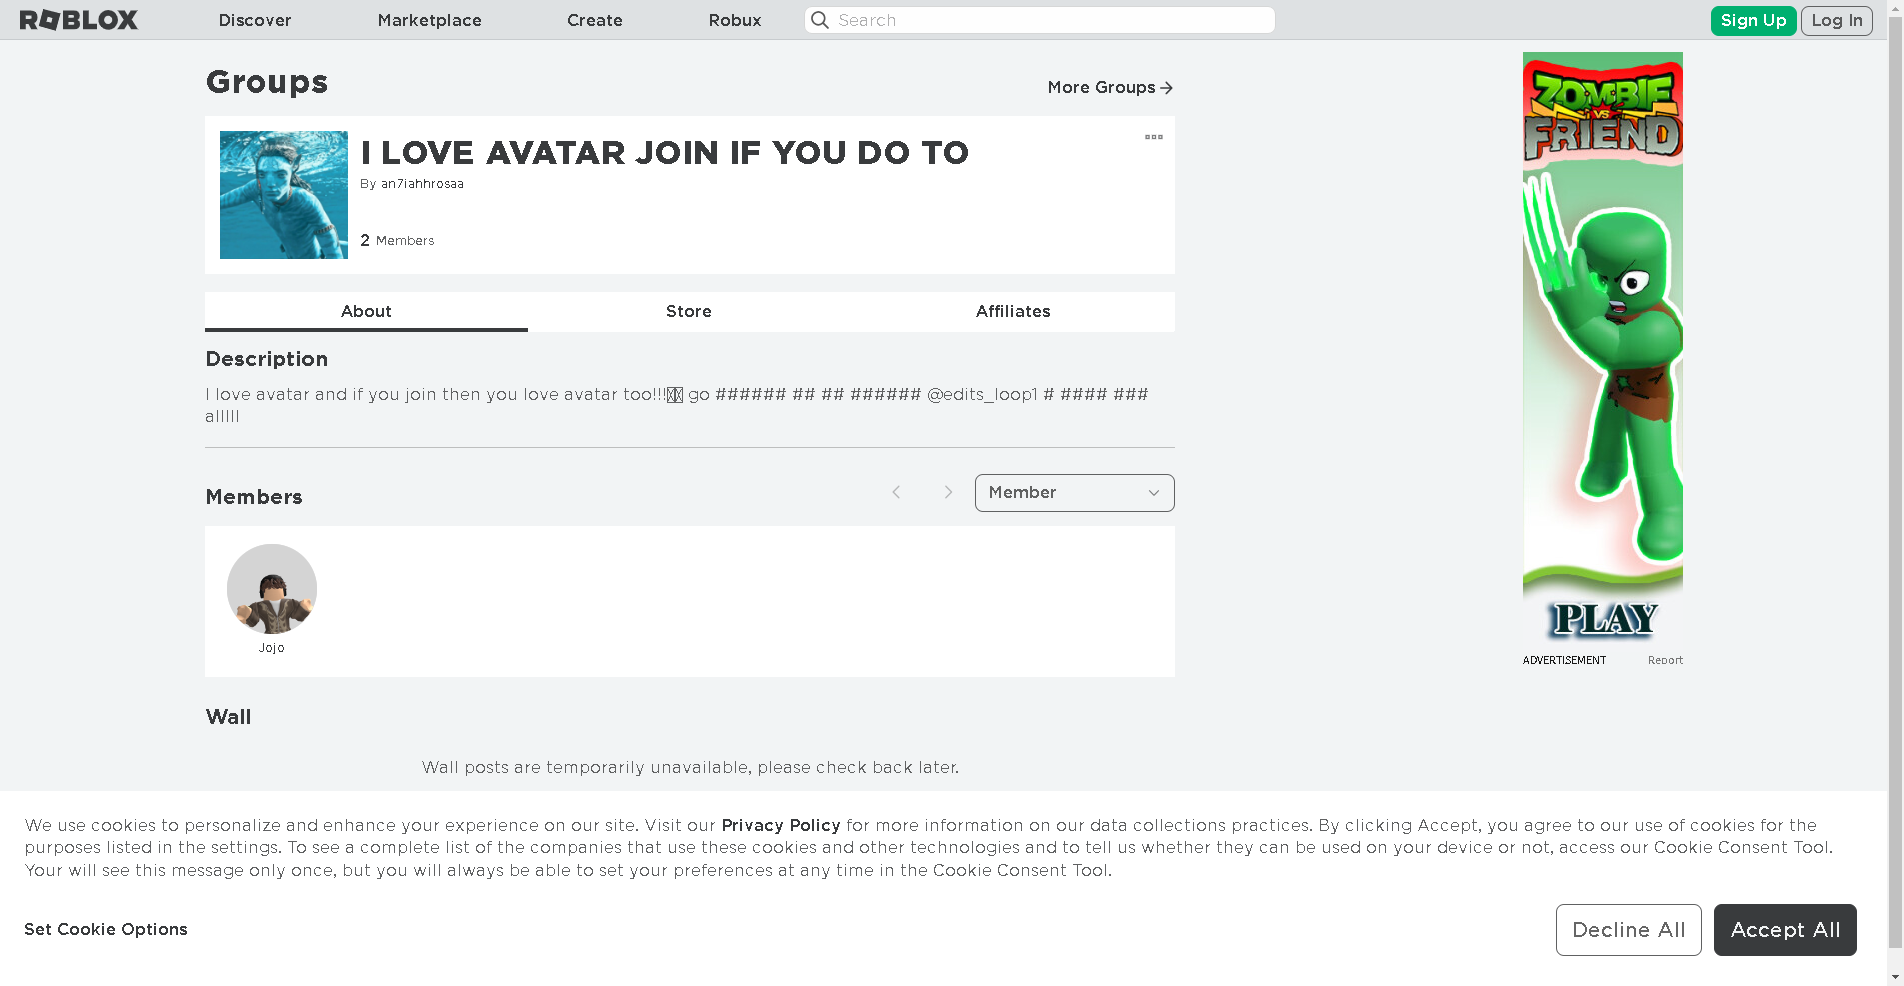 ROBLOX Discover Marketplace Create Robux Search Sign Up Log In
Groups
More Groups
I LOVE AVATAR JOIN IF YOU DO TO
By an7iahhrosaa
2 Members
About Store Affiliates
Description
I love avatar and if you join then you love avatar too!!! go ###### ## ## ###### @edits_loop1 # #### ###
alllll
Members
Member
Jojo
Wall
Wall posts are temporarily unavailable, please check back later.
ZOMBIE
VS
FRIEND
PLAY
ADVERTISEMENT Report
We use cookies to personalize and enhance your experience on our site. Visit our Privacy Policy for more information on our data collections practices. By clicking Accept, you agree to our use of cookies for the
purposes listed in the settings. To see a complete list of the companies that use these cookies and other technologies and to tell us whether they can be used on your device or not, access our Cookie Consent Tool.
Your will see this message only once, but you will always be able to set your preferences at any time in the Cookie Consent Tool.
Set Cookie Options
Decline All
Accept All